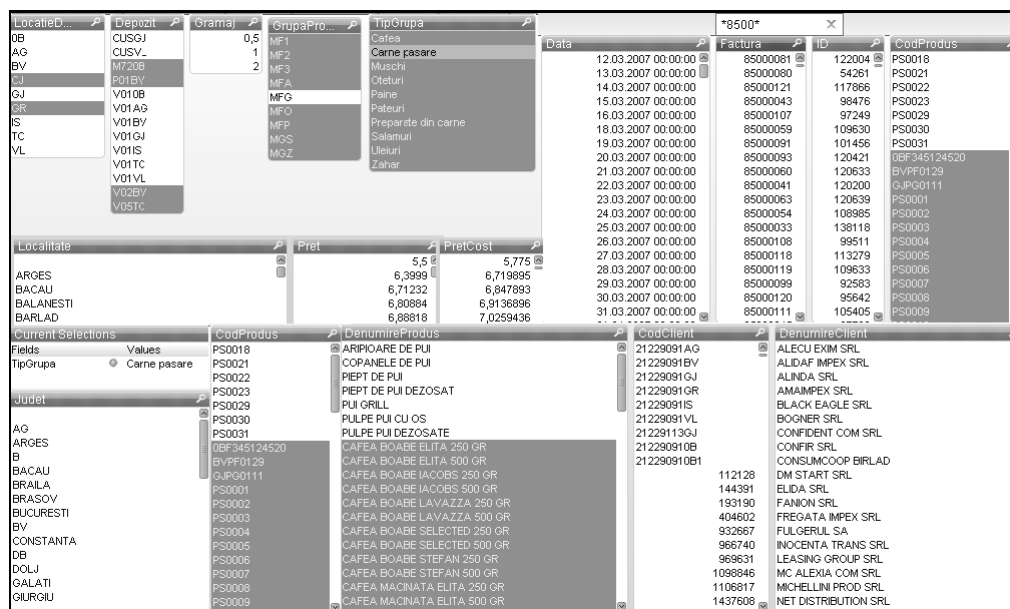 LocatieD...
0B
AG
BV
CJ
GJ
GR
IS
TC
VL
Depozit
CUSGJ
CUSV_
M720B
P01BV
V010B
V01AG
V01BV
V01GJ
V01IS
V01TC
V01VL
V02BV
V05TC
Gramaj
0,5
1
2
GrupaPro...
MF1
MF2
MF3
MFA
MFG
MFO
MFP
MGS
MGZ
TipGrupa
Cafea
Carne pasare
Muschi
Oteturi
Paine
Pateuri
Preparate din carne
Salamuri
Uleiuri
Zahar
*8500*
Data
12.03.2007 00:00:00
13.03.2007 00:00:00
14.03.2007 00:00:00
15.03.2007 00:00:00
16.03.2007 00:00:00
18.03.2007 00:00:00
19.03.2007 00:00:00
20.03.2007 00:00:00
21.03.2007 00:00:00
22.03.2007 00:00:00
23.03.2007 00:00:00
24.03.2007 00:00:00
25.03.2007 00:00:00
26.03.2007 00:00:00
27.03.2007 00:00:00
28.03.2007 00:00:00
29.03.2007 00:00:00
30.03.2007 00:00:00
31.03.2007 00:00:00
Factura
85000081
85000080
85000121
85000043
85000107
85000059
85000091
85000093
85000060
85000041
85000063
85000054
85000033
85000108
85000118
85000119
85000099
85000120
85000111
ID
122004
54261
117866
98476
97249
109630
101456
120421
120633
120200
120639
108985
138118
99511
113279
109633
92583
95642
105405
CodProdus
PS0018
PS0021
PS0022
PS0023
PS0029
PS0030
PS0031
0BF345124520
BVPF0129
GJPG0111
PS0001
PS0002
PS0003
PS0004
PS0005
PS0006
PS0007
PS0008
PS0009
Localitate
ARGES
BACAU
BALANESTI
BARLAD
Pret
5,5
6,3999
6,71232
6,80884
6,88818
PretCost
5,775
6,719895
6,847893
6,9136896
7,0259436
Current Selections
Fields Values
TipGrupa Carne pasare
Judet
AG
ARGES
B
BACAU
BRAILA
BRASOV
BUCURESTI
BV
CONSTANTA
DB
DOLJ
GALATI
GIURGIU
CodProdus
PS0018
PS0021
PS0022
PS0023
PS0029
PS0030
PS0031
0BF345124520
BVPF0129
GJPG0111
PS0001
PS0002
PS0003
PS0004
PS0005
PS0006
PS0007
PS0008
PS0009
DenumireProdus
ARIPIOARE DE PUI
COPANELE DE PUI
PIEPT DE PUI
PIEPT DE PUI DEZOSAT
PUI GRILL
PULPE PUI CU OS
PULPE PUI DEZOSATE
CAFEA BOABE ELITA 250 GR
CAFEA BOABE ELITA 500 GR
CAFEA BOABE IACOBS 250 GR
CAFEA BOABE IACOBS 500 GR
CAFEA BOABE LAVAZZA 250 GR
CAFEA BOABE LAVAZZA 500 GR
CAFEA BOABE SELECTED 250 GR
CAFEA BOABE SELECTED 500 GR
CAFEA BOABE STEFAN 250 GR
CAFEA BOABE STEFAN 500 GR
CAFEA MACINATA ELITA 250 GR
CAFEA MACINATA ELITA 500 GR
CodClient
21229091AG
21229091BV
21229091GJ
21229091GR
21229091IS
21229091VL
21229113GJ
212290910B
212290910B1
112128
144391
193190
404602
932667
966740
969631
1098846
1106817
1437608
DenumireClient
ALECU EXIM SRL
ALIDAF IMPEX SRL
ALINDA SRL
AMAIMPEX SRL
BLACK EAGLE SRL
BOGNER SRL
CONFIDENT COM SRL
CONFIR SRL
CONSUMCOOP BIRLAD
DM START SRL
ELIDA SRL
FANION SRL
FREGATA IMPEX SRL
FULGERUL SA
INOCENTA TRANS SRL
LEASING GROUP SRL
MC ALEXIA COM SRL
MICHELLINI PROD SRL
NET DISTRIBUTION SRL